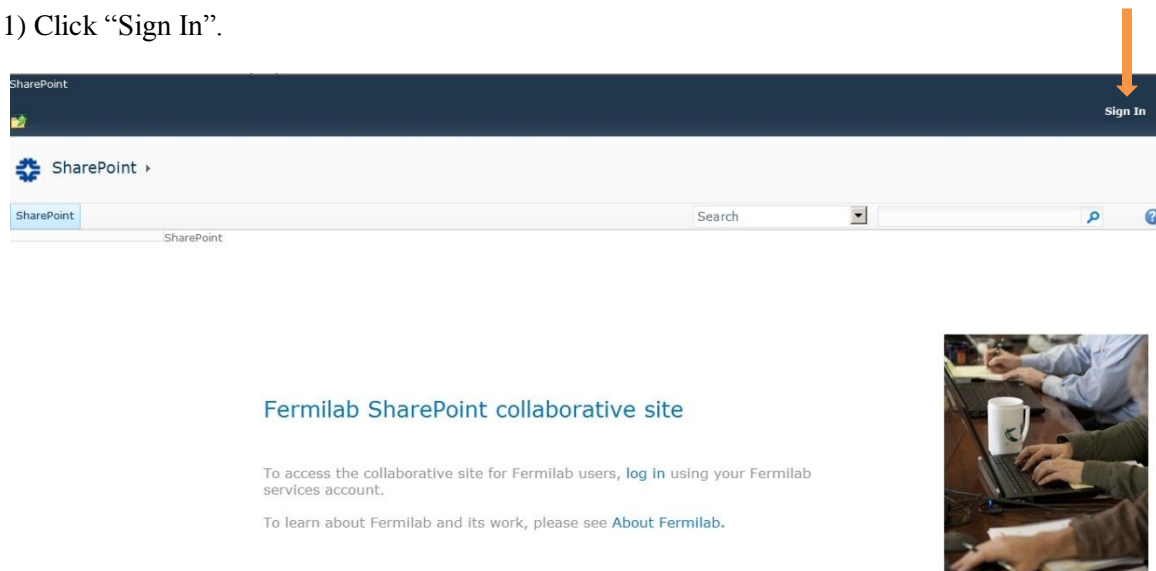 1) Click “Sign In”.
SharePoint
Sign In
SharePoint
SharePoint
Search
SharePoint
Fermilab SharePoint collaborative site
To access the collaborative site for Fermilab users, log in using your Fermilab
services account.
To learn about Fermilab and its work, please see About Fermilab.